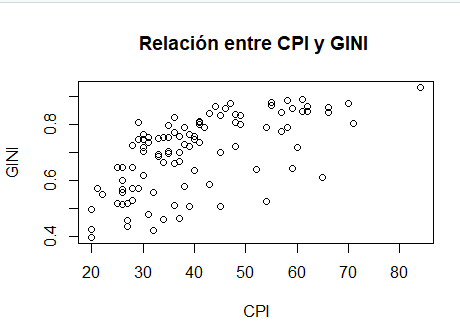 Relación entre CPI y GINI
GINI
0.8
0.6
0.4
20 30 40 50 60 70 80
CPI